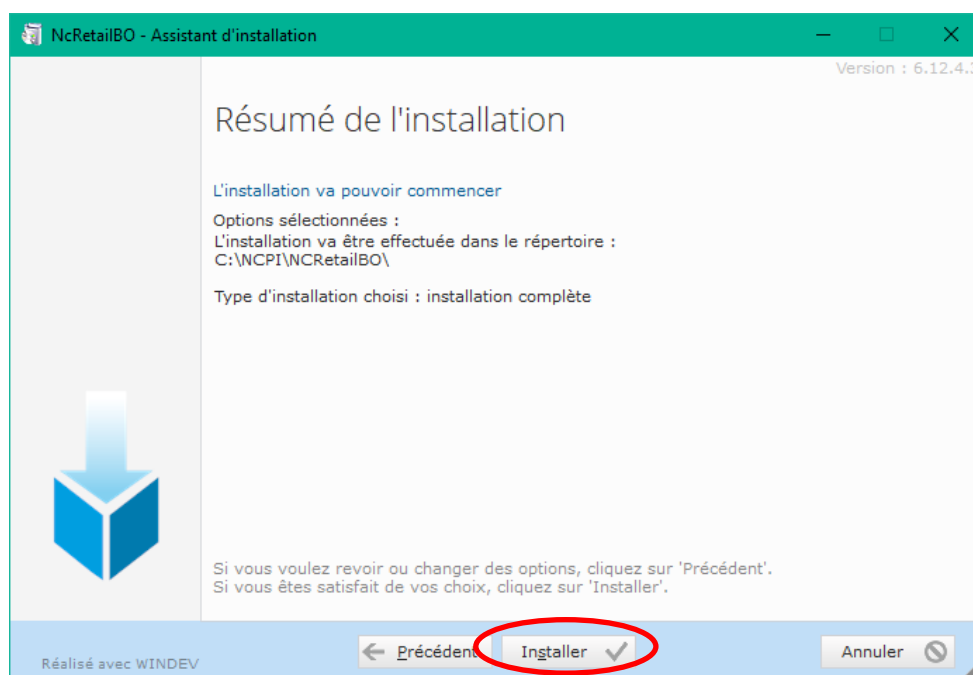 NcRetailBO - Assistant d'installation
Version : 6.12.4.
Résumé de l'installation
L'installation va pouvoir commencer
Options sélectionnées :
L'installation va être effectuée dans le répertoire :
C:\NCPI\NCRetailBO\
Type d'installation choisi : installation complète
Si vous voulez revoir ou changer des options, cliquez sur 'Précédent'.
Si vous êtes satisfait de vos choix, cliquez sur 'Installer'.
Réalisé avec WINDEV
Précédent
Installer
Annuler